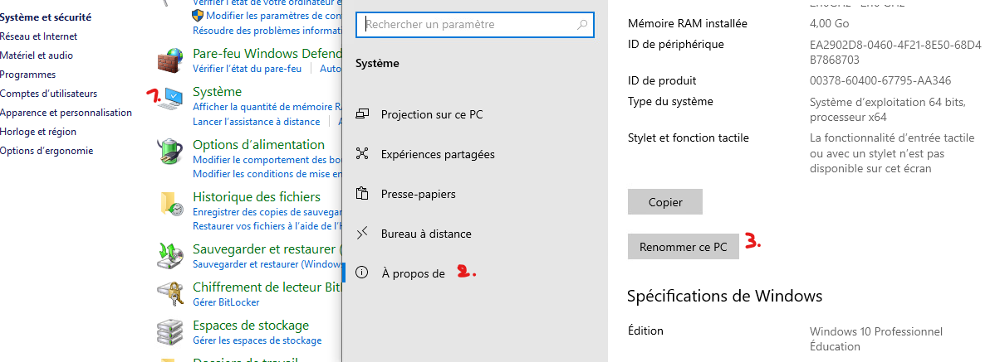 Système et sécurité
Réseau et Internet
Matériel et audio
Programmes
Comptes d'utilisateurs
Apparence et personnalisation
Horloge et région
Options d'ergonomie
Vérifier l'état de votre ordinateur e
Modifier les paramètres de con
Résoudre des problèmes informati
Pare-feu Windows Defend
Vérifier l'état du pare-feu
Auto
1.
Système
Afficher la quantité de mémoire R
Lancer l'assistance à distance
Options d'alimentation
Modifier le comportement des bo
Modifier les conditions de mise en
Historique des fichiers
Enregistrer des copies de sauvegar
Restaurer vos fichiers à l'aide de l'H
Sauvegarder et restaurer (
Sauvegarder et restaurer (Window
Chiffrement de lecteur Bitl
Gérer BitLocker
Espaces de stockage
Gérer les espaces de stockage
Dossiers de travail
Rechercher un paramètre
Système
Projection sur ce PC
Expériences partagées
Presse-papiers
Bureau à distance
À propos de
2.
Mémoire RAM installée
4,00 Go
ID de périphérique
EA2902D8-0460-4F21-8E50-68D4
B7868703
ID de produit
00378-60400-67795-AA346
Type du système
Système d'exploitation 64 bits,
processeur x64
Stylet et fonction tactile
La fonctionnalité d'entrée tactile
ou avec un stylet n'est pas
disponible sur cet écran
Copier
Renommer ce PC
3.
Spécifications de Windows
Édition
Windows 10 Professionnel
Éducation